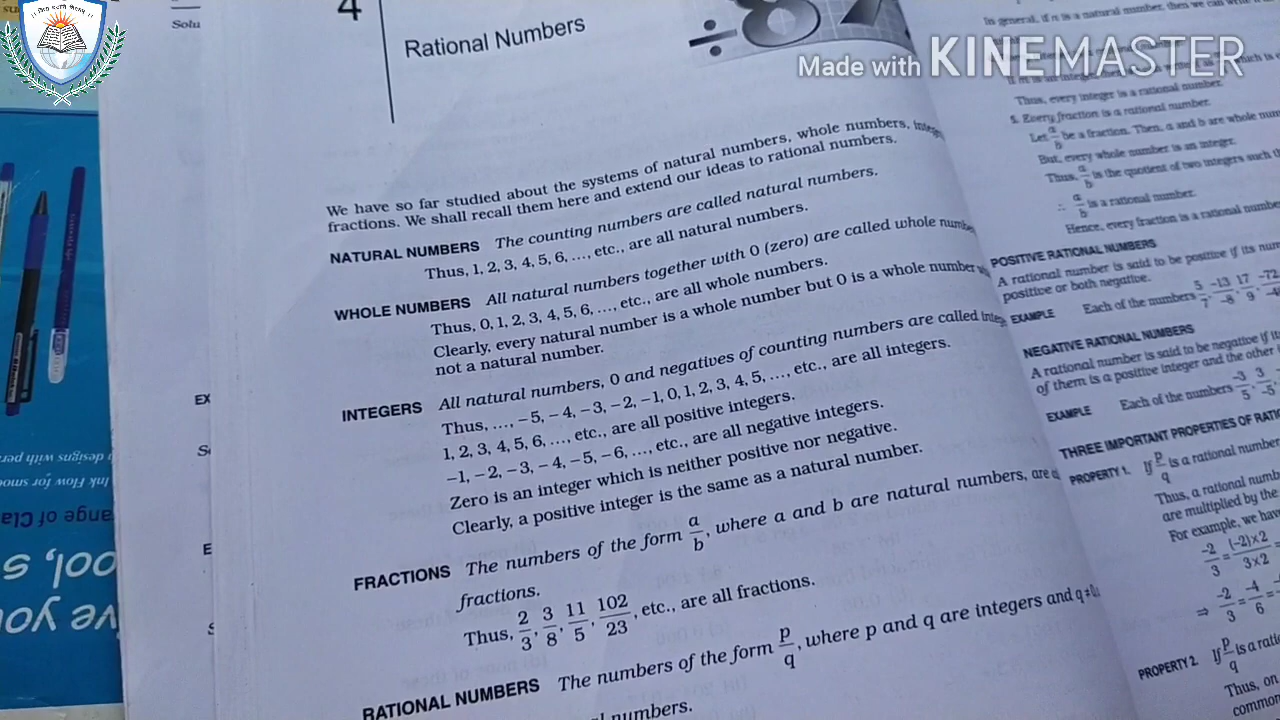 4
Rational Numbers
Made with KINEMASTER
Solu
We have so far studied about the systems of natural numbers, whole numbers,
fractions. We shall recall them here and extend our ideas to rational numbers.
NATURAL NUMBERS The counting numbers are called natural numbers.
Thus, 1, 2, 3, 4, 5, 6, ..., etc., are all natural numbers.
WHOLE NUMBERS All natural numbers together with 0 (zero) are called whole
Thus, 0, 1, 2, 3, 4, 5, 6, ..., etc., are all whole numbers.
Clearly, every natural number is a whole number but 0 is a whole number
not a natural number.
INTEGERS All natural numbers, 0 and negatives of counting numbers are called
Thus, ..., −5, −4, −3, −2, −1, 0, 1, 2, 3, 4, 5, ..., etc., are all integers.
1, 2, 3, 4, 5, 6, ..., etc., are all positive integers.
−1, −2, −3, −4, −5, −6, ..., etc., are all negative integers.
Zero is an integer which is neither positive nor negative.
Clearly, a positive integer is the same as a natural number.
FRACTIONS The numbers of the form a/b, where a and b are natural numbers, are
fractions.
Thus, 2/3, 3/8, 11/5, 102/23, etc., are all fractions.
RATIONAL NUMBERS The numbers of the form p/q, where p and q are integers and q ≠ 0
numbers.
In general, if m is a natural number, then we can
Thus, every integer is a rational number.
5. Every fraction is a rational number.
Let a/b be a fraction. Then, a and b are whole
But, every whole number is an integer.
Thus, a/b is the quotient of two integers such
∴ a/b is a rational number.
Hence, every fraction is a rational
POSITIVE RATIONAL NUMBERS
A rational number is said to be positive if its
positive or both negative.
EXAMPLE Each of the numbers 5/7, −13/−8, 17/9,
NEGATIVE RATIONAL NUMBERS
A rational number is said to be negative if
of them is a positive integer and the other
EXAMPLE Each of the numbers −3/5, 3/−5,
THREE IMPORTANT PROPERTIES OF
PROPERTY 1. If p/q is a rational
Thus, a rational
are multiplied by the
For example, we have
−2/3 = (−2)×2/3×2 =
⇒ −2/3 = −4/6 =
PROPERTY 2. If p/q is a
Thus, on
common